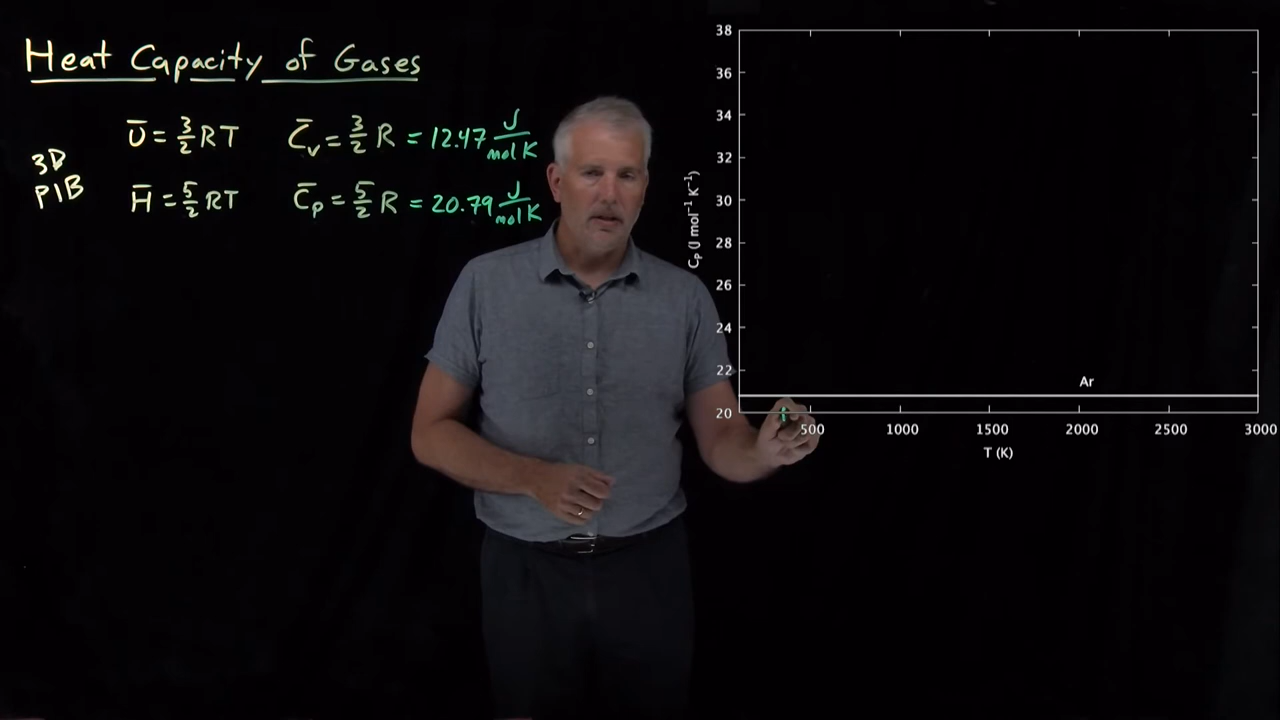 Heat Capacity of Gases
3D
PIB
Ū = 3/2 RT   C̄ᵥ = 3/2 R = 12.47 J/mol K
H̄ = 5/2 RT   C̄ₚ = 5/2 R = 20.79 J/mol K
38
36
34
32
30
28
26
24
22
20
Cₚ (J mol⁻¹ K⁻¹)
Ar
500 1000 1500 2000 2500 3000
T (K)